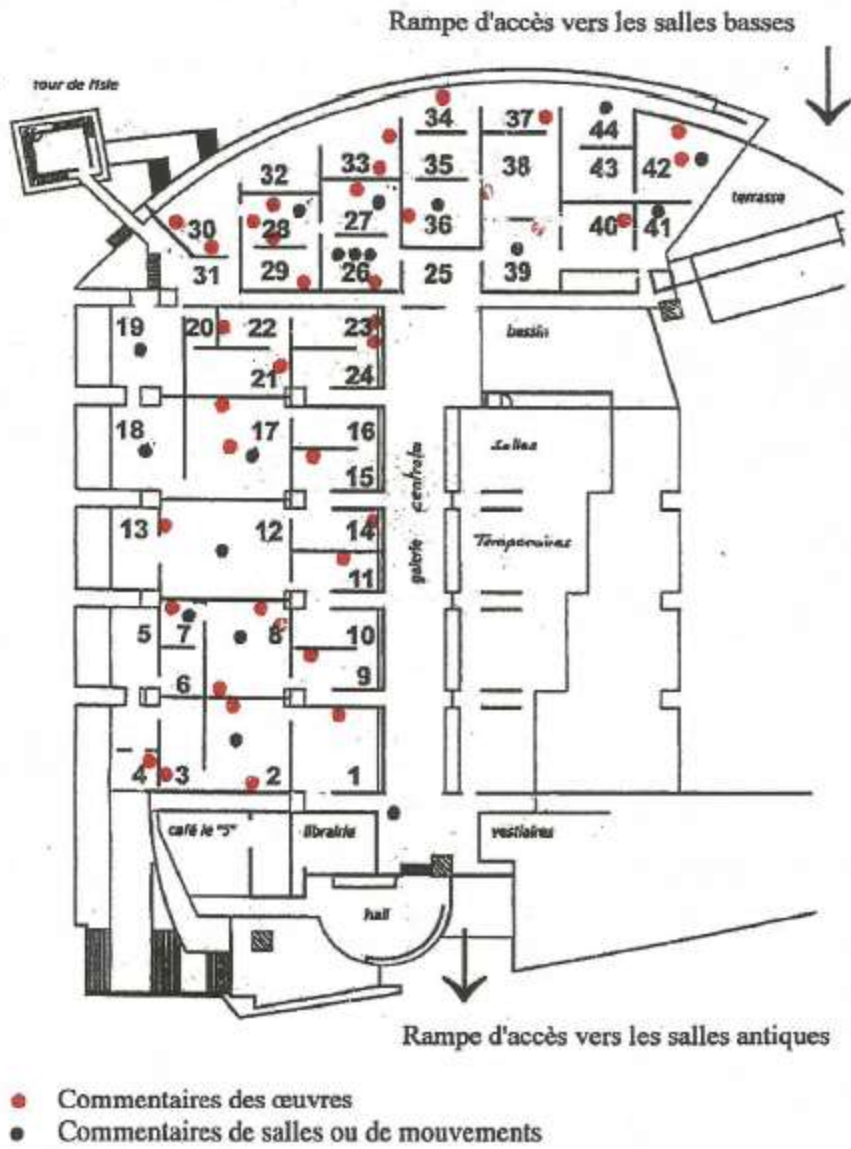 Rampe d'accès vers les salles basses
tour de l'isle
34 37 44
33 35 38 43 42
32
terrasse
30 28 27 36 40 41
31 29 26 25 39
19 20 22 23 bassin
21 24
18 17 16 Salles
15
galerie centrale
13 12 14 Temporaires
11
5 7 8 10
6 9
4 3 2 1
café le "5" librairie vestiaires
hall
Rampe d'accès vers les salles antiques
Commentaires des œuvres
Commentaires de salles ou de mouvements